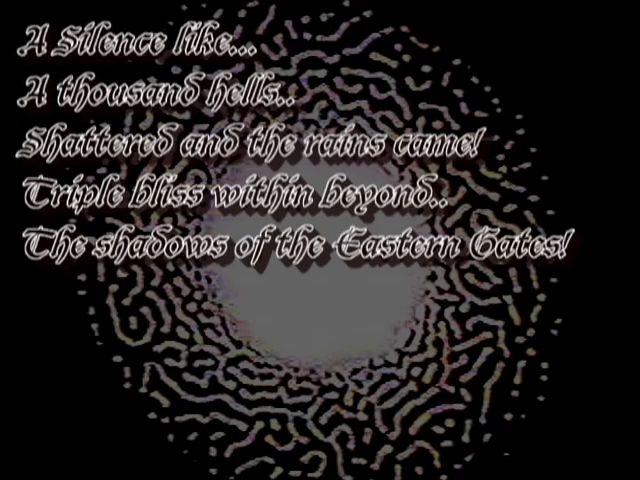 A Silence like...
A thousand hells..
Shattered and the rains came!
Triple bliss within beyond..
The shadows of the Eastern Gates!